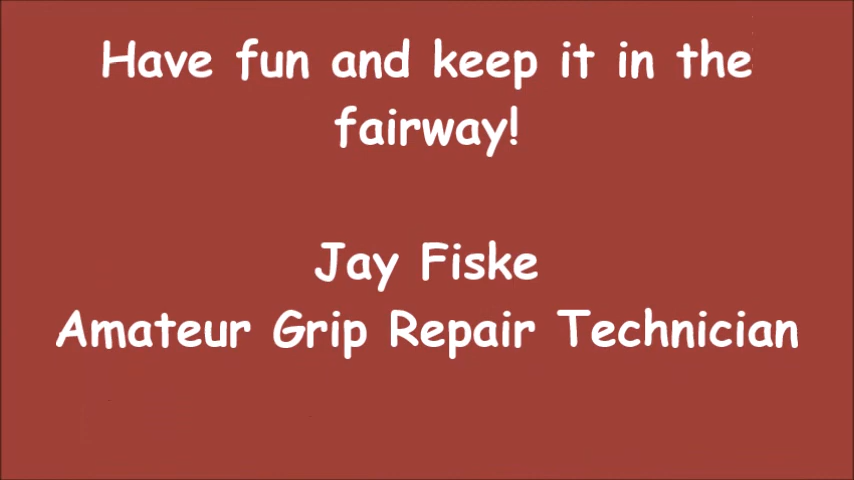 Have fun and keep it in the
fairway!
Jay Fiske
Amateur Grip Repair Technician